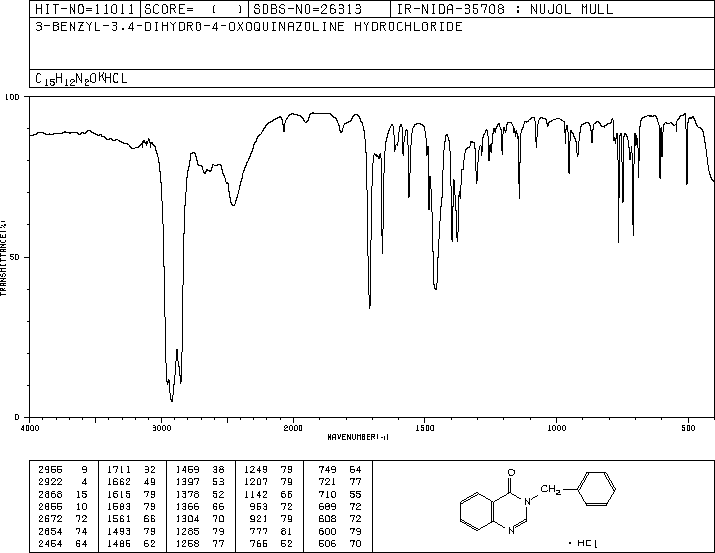 HIT-NO=11011 SCORE= ( ) SDBS-NO=26313 IR-NIDA-35708 : NUJOL MULL
3-BENZYL-3.4-DIHYDRO-4-OXOQUINAZOLINE HYDROCHLORIDE
C15H12N2O*HCL
100
50
0
TRANSMITTANCE(%)
4000 3000 2000 1500 1000 500
WAVENUMBER(-1)
2955 9 1711 32 1459 38 1249 79 749 64
2922 4 1662 49 1397 53 1207 79 721 77
2868 15 1615 79 1378 52 1142 66 710 55
2855 10 1583 79 1366 66 953 72 689 72
2672 72 1561 66 1304 70 921 79 608 72
2634 74 1493 79 1285 79 777 81 600 79
2454 64 1486 62 1258 77 766 52 506 70
O
N
N
CH2
· HCl